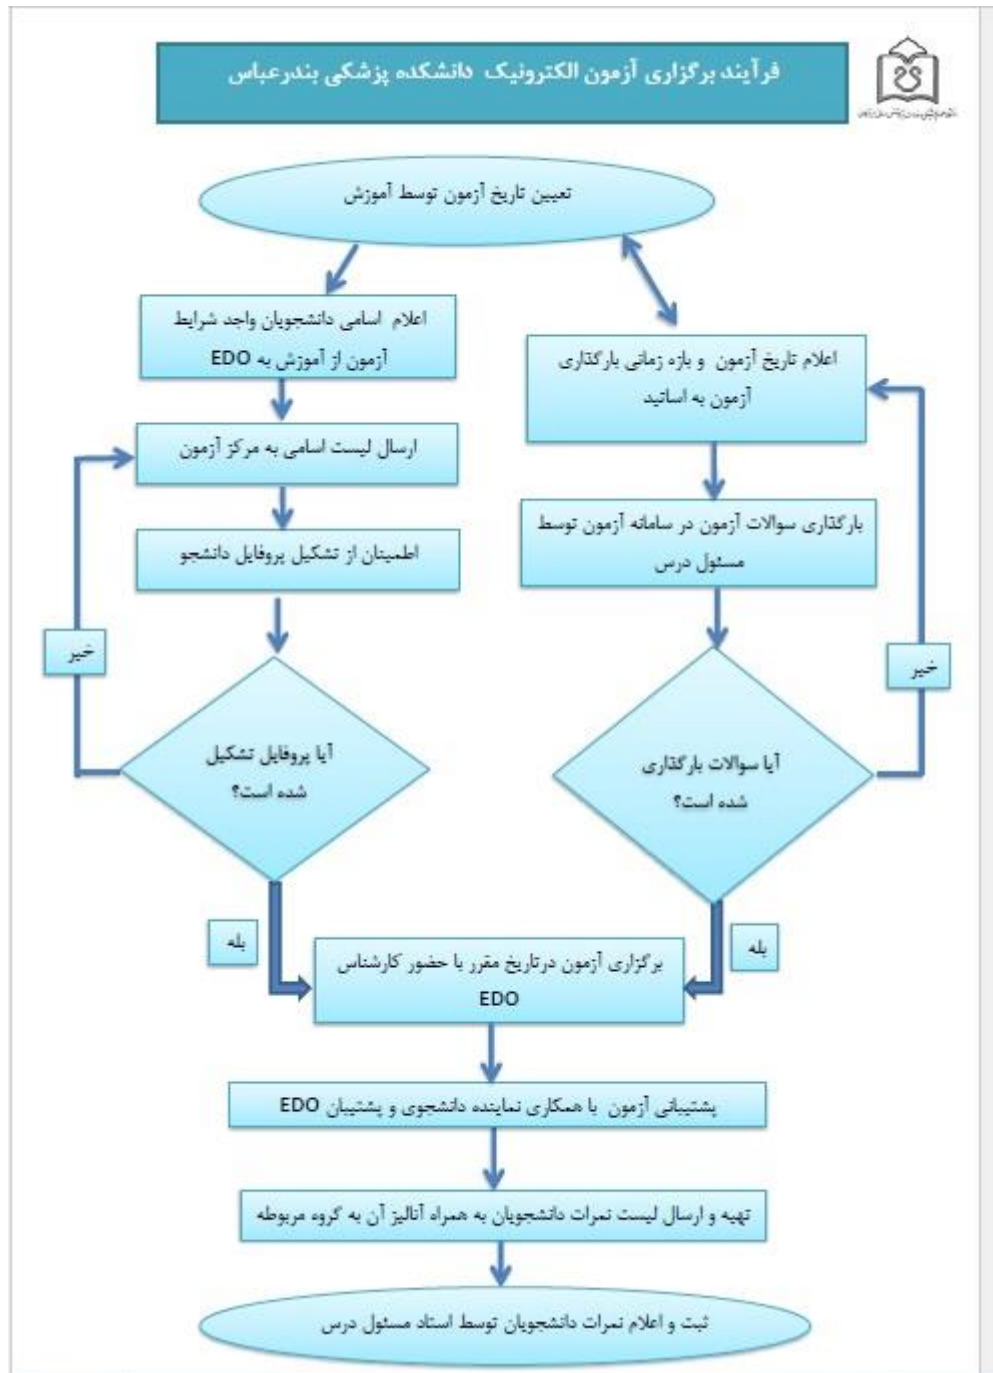 فرآیند برگزاری آزمون الکترونیک دانشکده پزشکی بندرعباس
تعیین تاریخ آزمون توسط آموزش
اعلام تاریخ آزمون و بازه زمانی بارگذاری
آزمون به اساتید
بارگذاری سوالات آزمون در سامانه آزمون توسط
مسئول درس
آیا سوالات بارگذاری
شده است؟
خیر
بله
اعلام اسامی دانشجویان واجد شرایط
آزمون از آموزش به EDO
ارسال لیست اسامی به مرکز آزمون
اطمینان از تشکیل پروفایل دانشجو
آیا پروفایل تشکیل
شده است؟
خیر
بله
برگزاری آزمون درتاریخ مقرر با حضور کارشناس
EDO
پشتیبانی آزمون با همکاری نماینده دانشجوی و پشتیبان EDO
تهیه و ارسال لیست نمرات دانشجویان به همراه آنالیز آن به گروه مربوطه
ثبت و اعلام نمرات دانشجویان توسط استاد مسئول درس